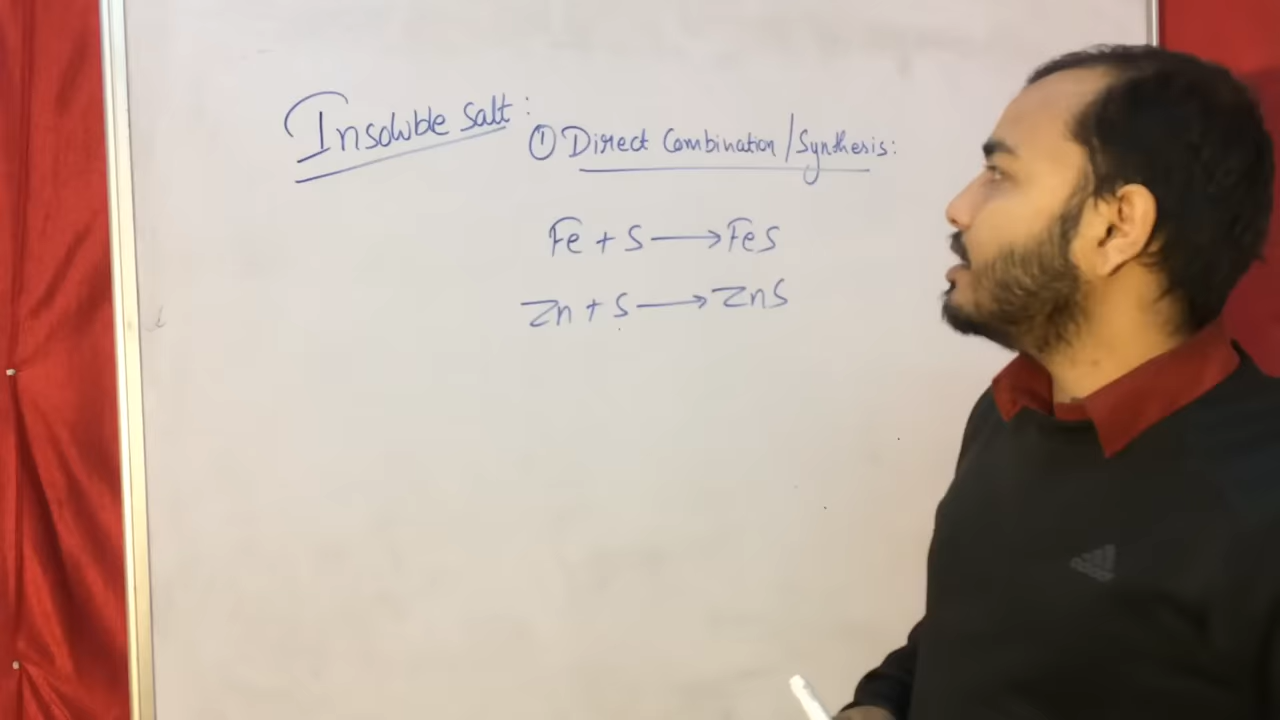 Insoluble Salt:
① Direct Combination/Synthesis:
Fe + S ⟶ FeS
Zn + S ⟶ ZnS